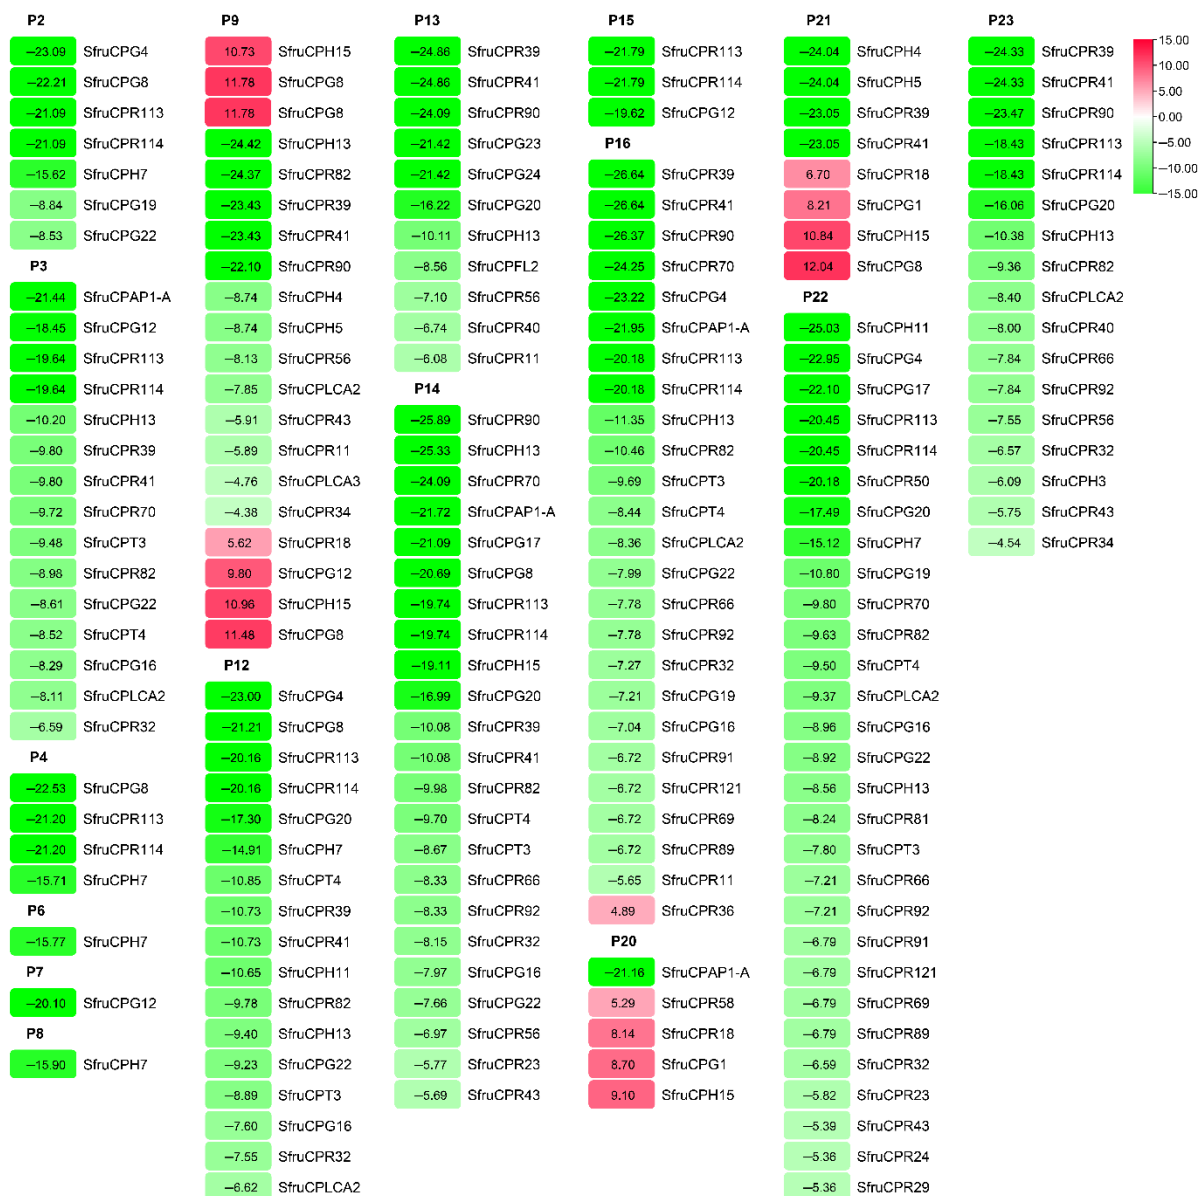 P2
−23.09 SfruCPG4
−22.21 SfruCPG8
−21.09 SfruCPR113
−21.09 SfruCPR114
−15.62 SfruCPH7
−8.84 SfruCPG19
−8.53 SfruCPG22
P3
−21.44 SfruCPAP1-A
−18.45 SfruCPG12
−19.64 SfruCPR113
−19.64 SfruCPR114
−10.20 SfruCPH13
−9.80 SfruCPR39
−9.80 SfruCPR41
−9.72 SfruCPR70
−9.48 SfruCPT3
−8.98 SfruCPR82
−8.61 SfruCPG22
−8.52 SfruCPT4
−8.29 SfruCPG16
−8.11 SfruCPLCA2
−6.59 SfruCPR32
P4
−22.53 SfruCPG8
−21.20 SfruCPR113
−21.20 SfruCPR114
−15.71 SfruCPH7
P6
−15.77 SfruCPH7
P7
−20.10 SfruCPG12
P8
−15.90 SfruCPH7
P9
10.73 SfruCPH15
11.78 SfruCPG8
11.78 SfruCPG8
−24.42 SfruCPH13
−24.37 SfruCPR82
−23.43 SfruCPR39
−23.43 SfruCPR41
−22.10 SfruCPR90
−8.74 SfruCPH4
−8.74 SfruCPH5
−8.13 SfruCPR56
−7.85 SfruCPLCA2
−5.91 SfruCPR43
−5.89 SfruCPR11
−4.76 SfruCPLCA3
−4.38 SfruCPR34
5.62 SfruCPR18
9.80 SfruCPG12
10.96 SfruCPH15
11.48 SfruCPG8
P12
−23.00 SfruCPG4
−21.21 SfruCPG8
−20.16 SfruCPR113
−20.16 SfruCPR114
−17.30 SfruCPG20
−14.91 SfruCPH7
−10.85 SfruCPT4
−10.73 SfruCPR39
−10.73 SfruCPR41
−10.65 SfruCPH11
−9.78 SfruCPR82
−9.40 SfruCPH13
−9.23 SfruCPG22
−8.89 SfruCPT3
−7.60 SfruCPG16
−7.55 SfruCPR32
−6.62 SfruCPLCA2
P13
−24.86 SfruCPR39
−24.86 SfruCPR41
−24.09 SfruCPR90
−21.42 SfruCPG23
−21.42 SfruCPG24
−16.22 SfruCPG20
−10.11 SfruCPH13
−8.56 SfruCPFL2
−7.10 SfruCPR56
−6.74 SfruCPR40
−6.08 SfruCPR11
P14
−25.89 SfruCPR90
−25.33 SfruCPH13
−24.09 SfruCPR70
−21.72 SfruCPAP1-A
−21.09 SfruCPG17
−20.69 SfruCPG8
−19.74 SfruCPR113
−19.74 SfruCPR114
−19.11 SfruCPH15
−16.99 SfruCPG20
−10.08 SfruCPR39
−10.08 SfruCPR41
−9.98 SfruCPR82
−9.70 SfruCPT4
−8.67 SfruCPT3
−8.33 SfruCPR66
−8.33 SfruCPR92
−8.15 SfruCPR32
−7.97 SfruCPG16
−7.66 SfruCPG22
−6.97 SfruCPR56
−5.77 SfruCPR23
−5.69 SfruCPR43
P15
−21.79 SfruCPR113
−21.79 SfruCPR114
−19.62 SfruCPG12
P16
−26.64 SfruCPR39
−26.64 SfruCPR41
−26.37 SfruCPR90
−24.25 SfruCPR70
−23.22 SfruCPG4
−21.95 SfruCPAP1-A
−20.18 SfruCPR113
−20.18 SfruCPR114
−11.35 SfruCPH13
−10.46 SfruCPR82
−9.69 SfruCPT3
−8.44 SfruCPT4
−8.36 SfruCPLCA2
−7.99 SfruCPG22
−7.78 SfruCPR66
−7.78 SfruCPR92
−7.27 SfruCPR32
−7.21 SfruCPG19
−7.04 SfruCPG16
−6.72 SfruCPR91
−6.72 SfruCPR121
−6.72 SfruCPR69
−6.72 SfruCPR89
−5.65 SfruCPR11
4.89 SfruCPR36
P20
−21.16 SfruCPAP1-A
5.29 SfruCPR58
8.14 SfruCPR18
8.70 SfruCPG1
9.10 SfruCPH15
P21
−24.04 SfruCPH4
−24.04 SfruCPH5
−23.05 SfruCPR39
−23.05 SfruCPR41
6.70 SfruCPR18
8.21 SfruCPG1
10.84 SfruCPH15
12.04 SfruCPG8
P22
−25.03 SfruCPH11
−22.95 SfruCPG4
−22.10 SfruCPG17
−20.45 SfruCPR113
−20.45 SfruCPR114
−20.18 SfruCPR50
−17.49 SfruCPG20
−15.12 SfruCPH7
−10.80 SfruCPG19
−9.80 SfruCPR70
−9.63 SfruCPR82
−9.50 SfruCPT4
−9.37 SfruCPLCA2
−8.96 SfruCPG16
−8.92 SfruCPG22
−8.56 SfruCPH13
−8.24 SfruCPR81
−7.80 SfruCPT3
−7.21 SfruCPR66
−7.21 SfruCPR92
−6.79 SfruCPR91
−6.79 SfruCPR121
−6.79 SfruCPR69
−6.79 SfruCPR89
−6.59 SfruCPR32
−5.82 SfruCPR23
−5.39 SfruCPR43
−5.36 SfruCPR24
−5.36 SfruCPR29
P23
−24.33 SfruCPR39
−24.33 SfruCPR41
−23.47 SfruCPR90
−18.43 SfruCPR113
−18.43 SfruCPR114
−16.06 SfruCPG20
−10.38 SfruCPH13
−9.36 SfruCPR82
−8.40 SfruCPLCA2
−8.00 SfruCPR40
−7.84 SfruCPR66
−7.84 SfruCPR92
−7.55 SfruCPR56
−6.57 SfruCPR32
−6.09 SfruCPH3
−5.75 SfruCPR43
−4.54 SfruCPR34
15.00
10.00
5.00
0.00
−5.00
−10.00
−15.00